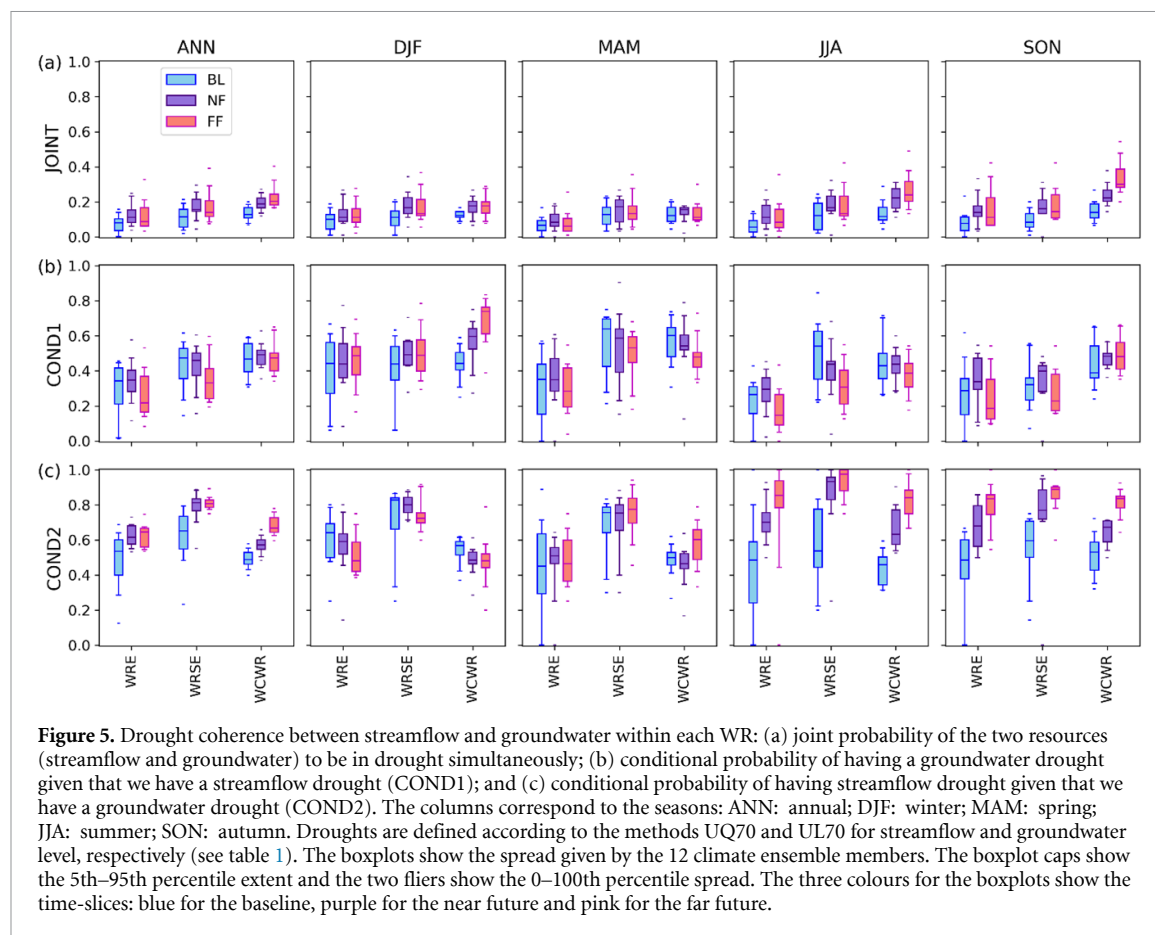 ANN DJF MAM JJA SON
(a) 1.0
0.8
0.6
0.4
0.2
0.0
JOINT
BL
NF
FF
(b) 1.0
0.8
0.6
0.4
0.2
0.0
COND1
(c) 1.0
0.8
0.6
0.4
0.2
0.0
COND2
WRE WRSE WCWR WRE WRSE WCWR WRE WRSE WCWR WRE WRSE WCWR WRE WRSE WCWR
Figure 5. Drought coherence between streamflow and groundwater within each WR: (a) joint probability of the two resources
(streamflow and groundwater) to be in drought simultaneously; (b) conditional probability of having a groundwater drought
given that we have a streamflow drought (COND1); and (c) conditional probability of having streamflow drought given that we
have a groundwater drought (COND2). The columns correspond to the seasons: ANN: annual; DJF: winter; MAM: spring;
JJA: summer; SON: autumn. Droughts are defined according to the methods UQ70 and UL70 for streamflow and groundwater
level, respectively (see table 1). The boxplots show the spread given by the 12 climate ensemble members. The boxplot caps show
the 5th–95th percentile extent and the two fliers show the 0–100th percentile spread. The three colours for the boxplots show the
time-slices: blue for the baseline, purple for the near future and pink for the far future.